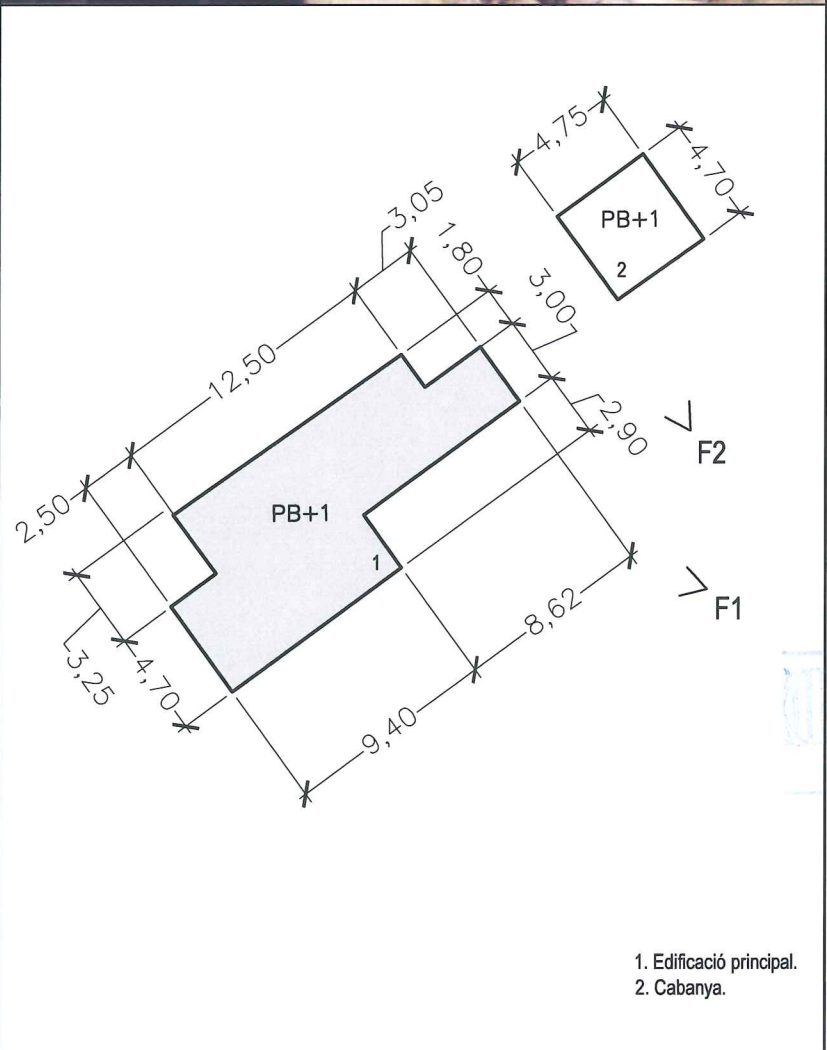 4,75
4,70
PB+1
2
3,05
1,80
3,00
12,50
2,90
F2
2,50
PB+1
1
F1
8,62
3,25
4,70
9,40
1. Edificació principal.
2. Cabanya.